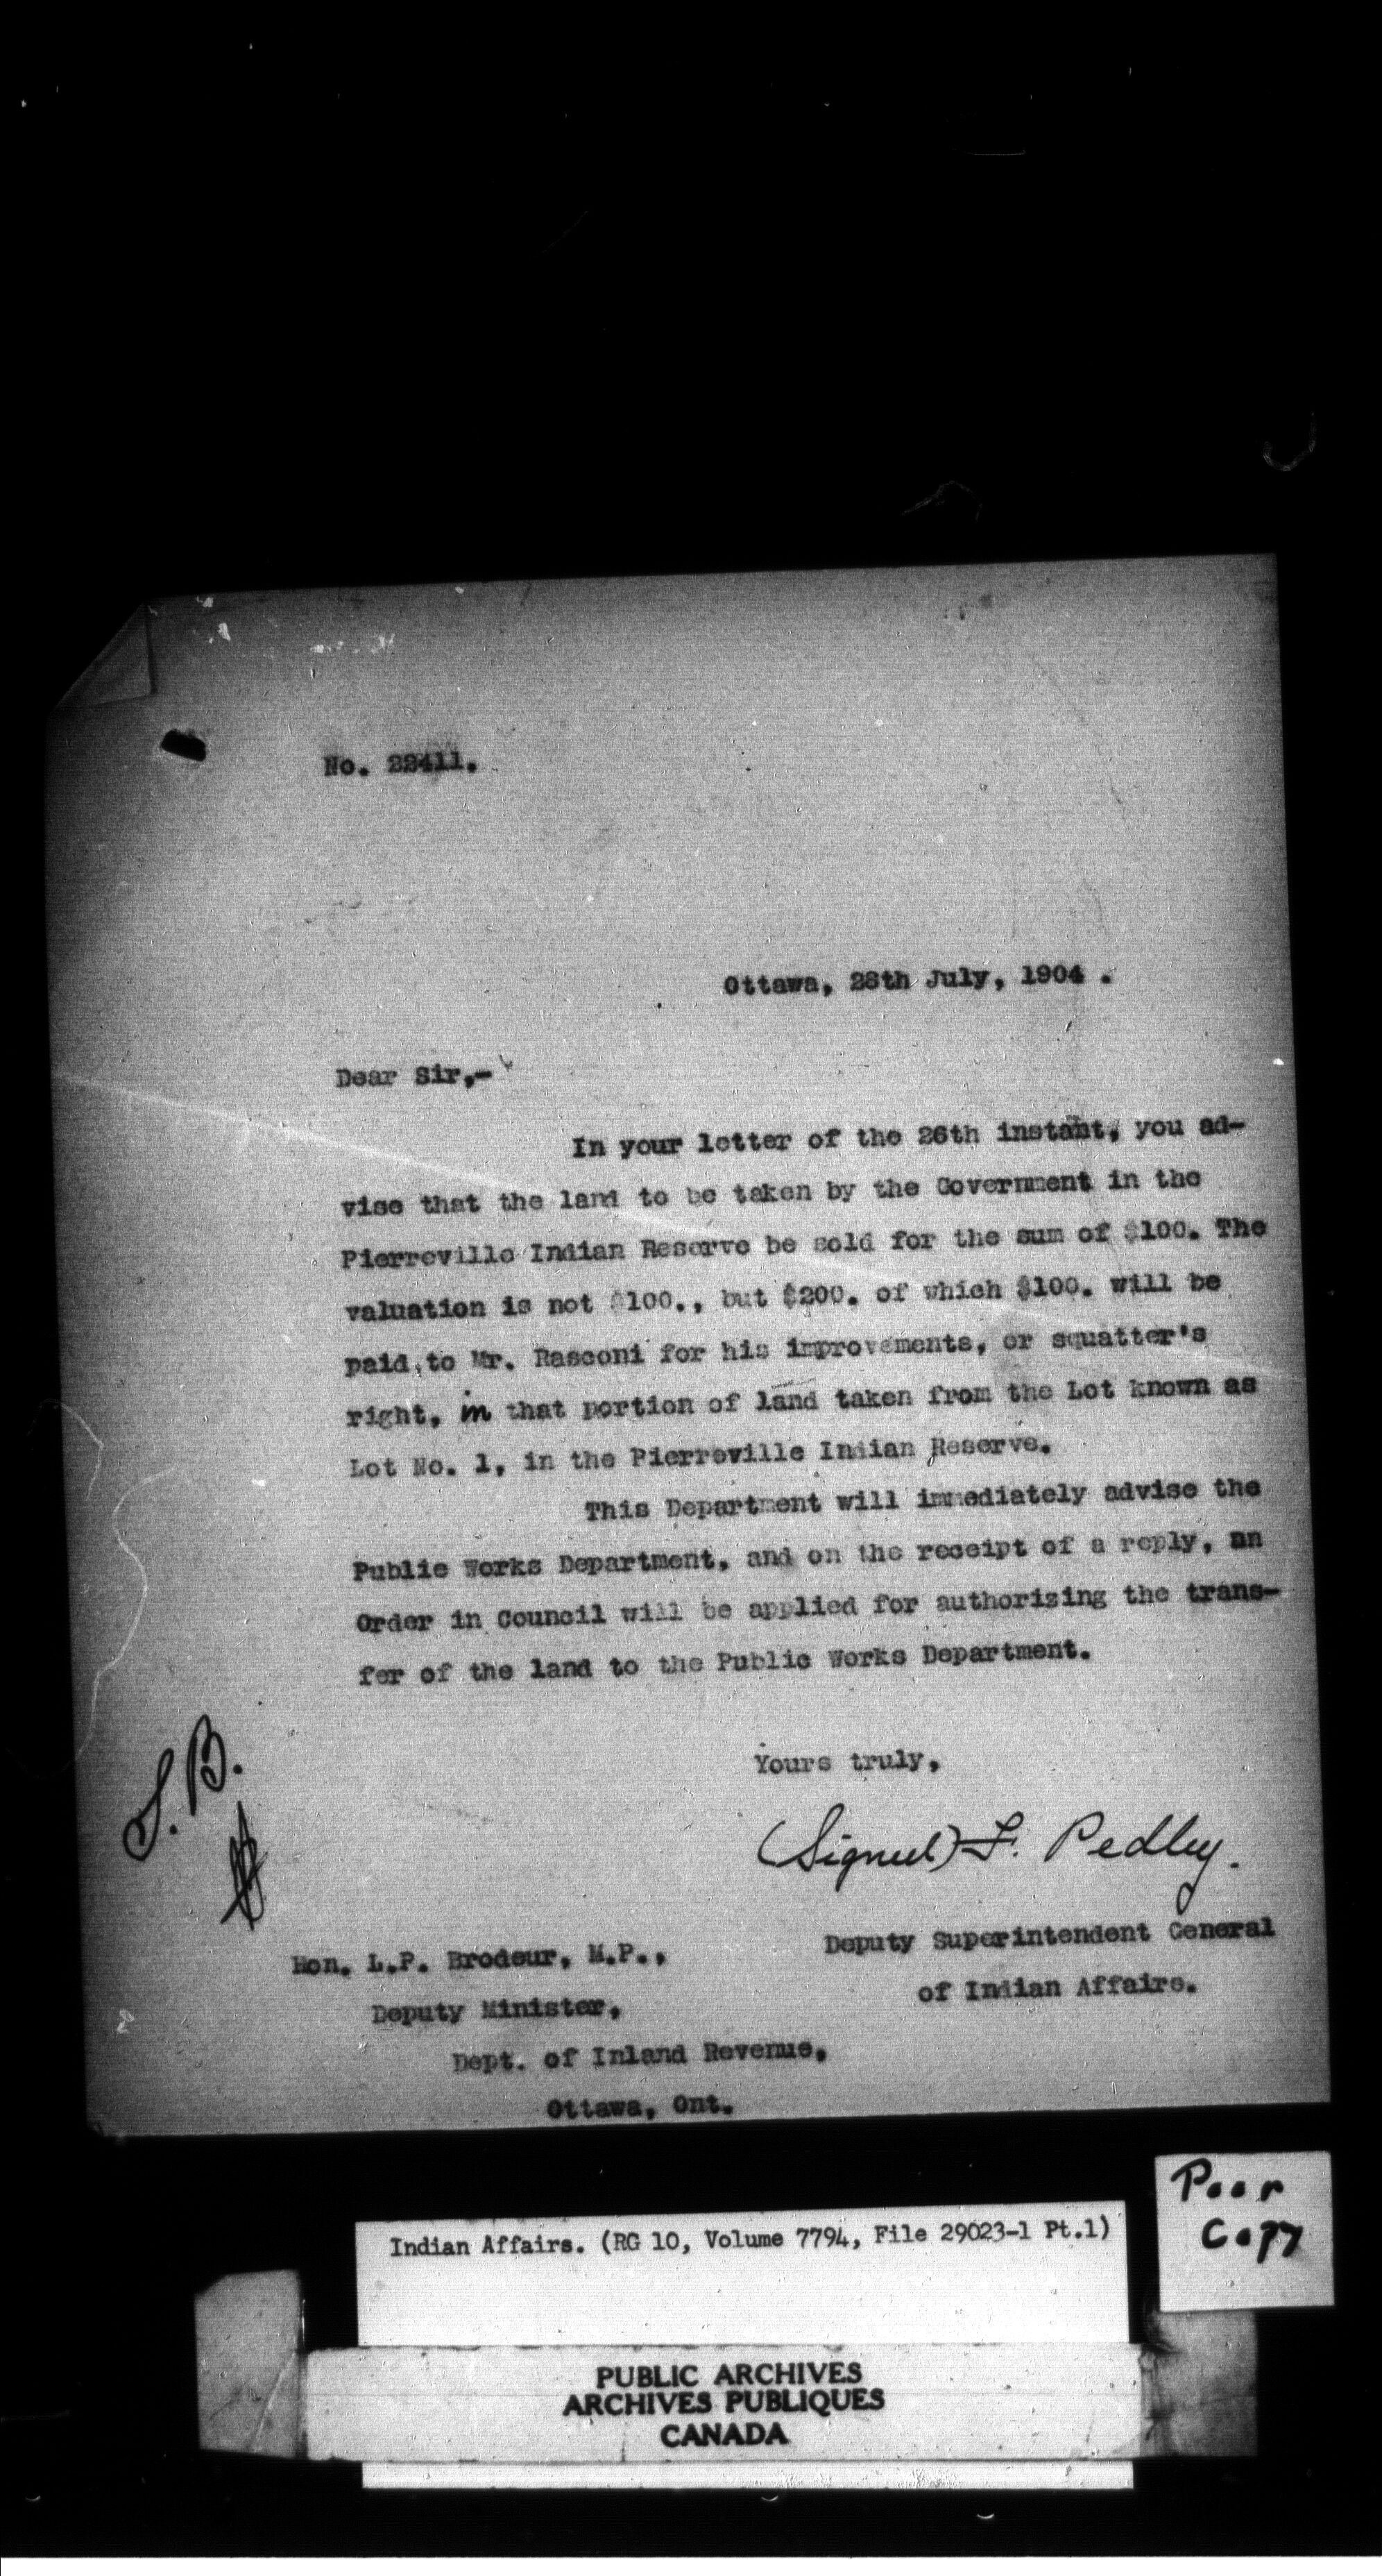 No. 22411.
Ottawa, 28th July, 1904 .
Dear Sir,-
In your letter of the 26th instant, you ad-
vise that the land to be taken by the Government in the
Pierreville Indian Reserve be sold for the sum of $100. The
valuation is not $100., but $200. of which $100. will be
paid, to Mr. Rasconi for his improvements, or squatter's
right, in that portion of land taken from the Lot known as
Lot No. 1, in the Pierreville Indian Reserve.
This Department will immediately advise the
Public Works Department, and on the receipt of a reply, an
Order in Council will be applied for authorizing the trans-
fer of the land to the Public Works Department.
Yours truly,
(Signed) F. Pedley.
S.B.
Deputy Superintendent General
of Indian Affairs.
Hon. L.P. Brodeur, M.P.,
Deputy Minister,
Dept. of Inland Revenue,
Ottawa, Ont.
Poor
Copy
Indian Affairs. (RG 10, Volume 7794, File 29023-1 Pt.1)
PUBLIC ARCHIVES
ARCHIVES PUBLIQUES
CANADA